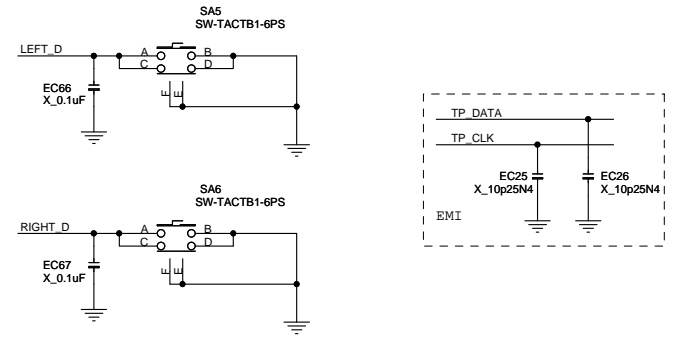 SA5
SW-TACTB1-6PS
LEFT_D
A B
C D
F E
EC66
X_0.1uF
SA6
SW-TACTB1-6PS
RIGHT_D
A B
C D
F E
EC67
X_0.1uF
TP_DATA
TP_CLK
EC25 EC26
X_10p25N4 X_10p25N4
EMI